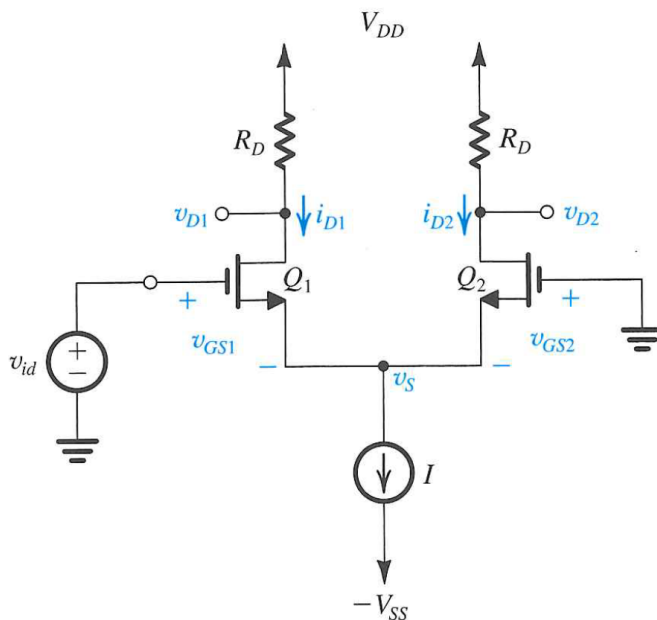 V_DD
R_D R_D
v_D1 i_D1 i_D2 v_D2
Q_1 Q_2
+ +
v_GS1 v_GS2
v_id + −
− v_S −
I
−V_SS